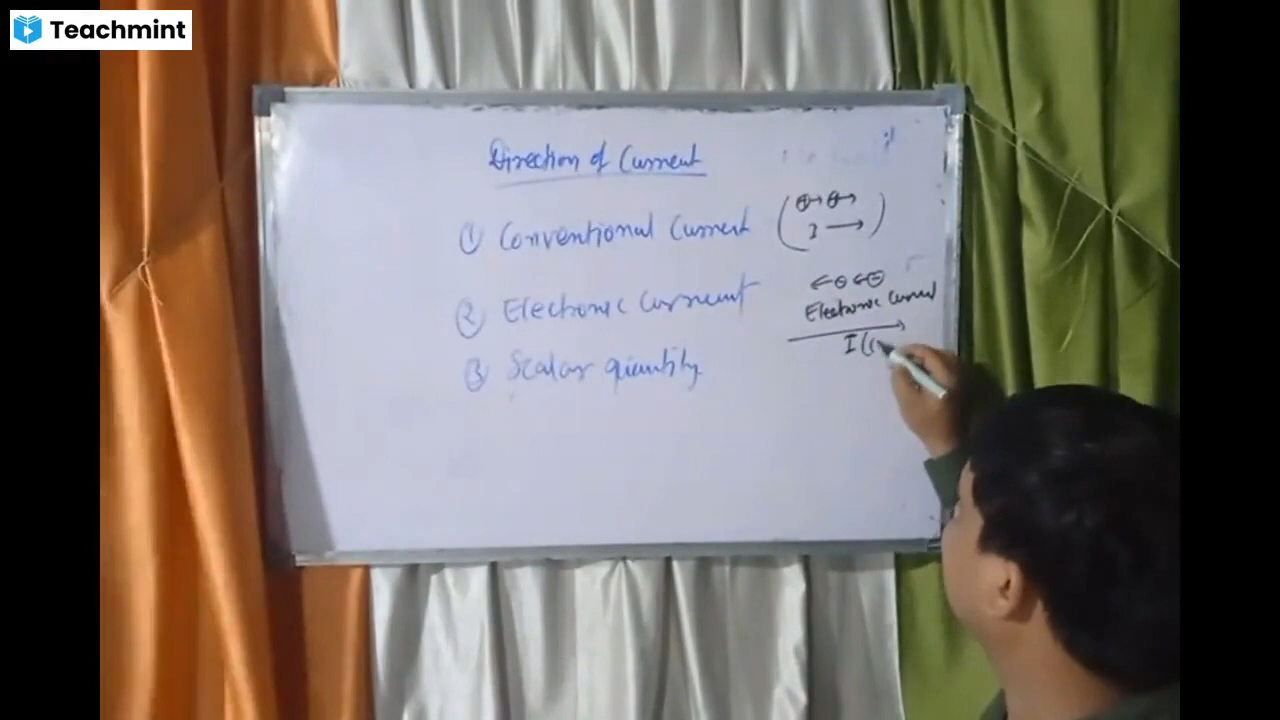 Teachmint
Direction of Current
① Conventional Current (⊕→ ⊕→
I →)
② Electronic Current
← ⊖ ← ⊖
Electronic Current
→
I ((
③ Scalar quantity